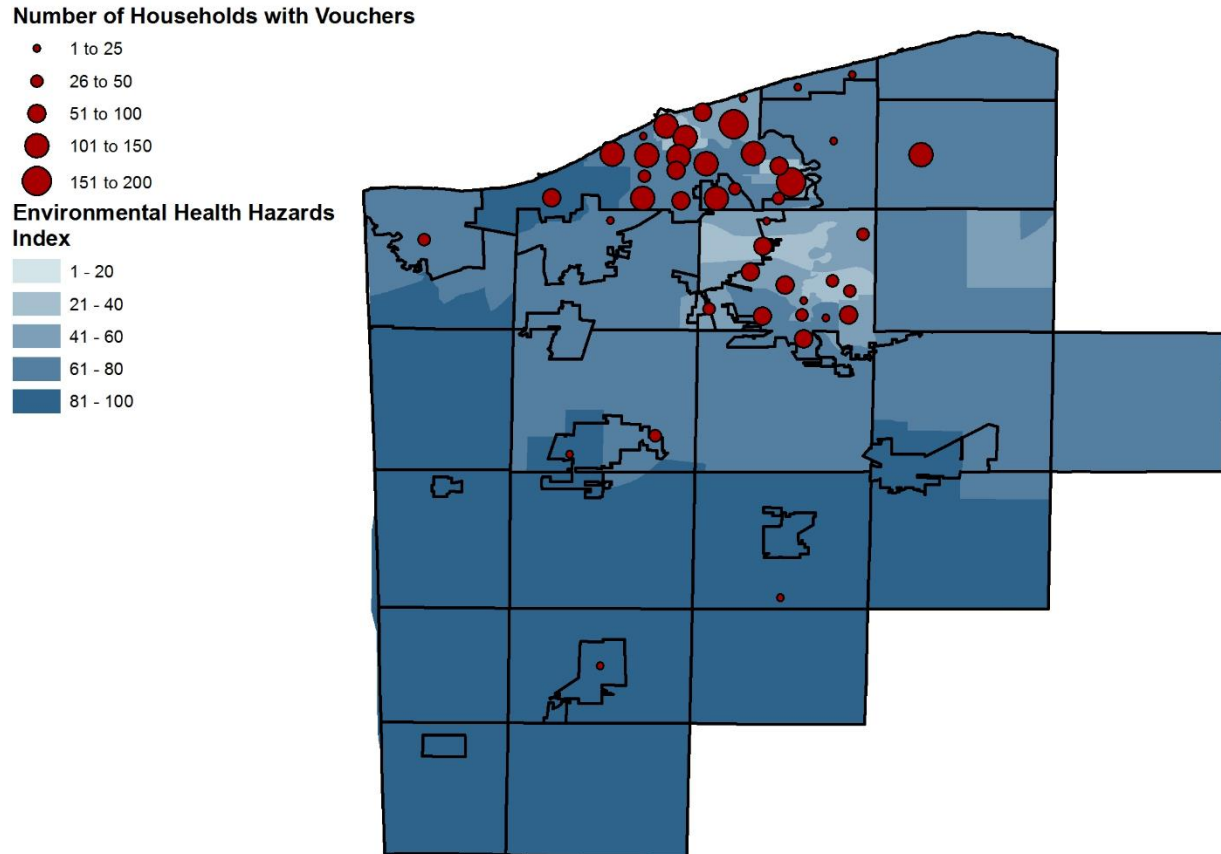 Number of Households with Vouchers
1 to 25
26 to 50
51 to 100
101 to 150
151 to 200
Environmental Health Hazards
Index
1 - 20
21 - 40
41 - 60
61 - 80
81 - 100